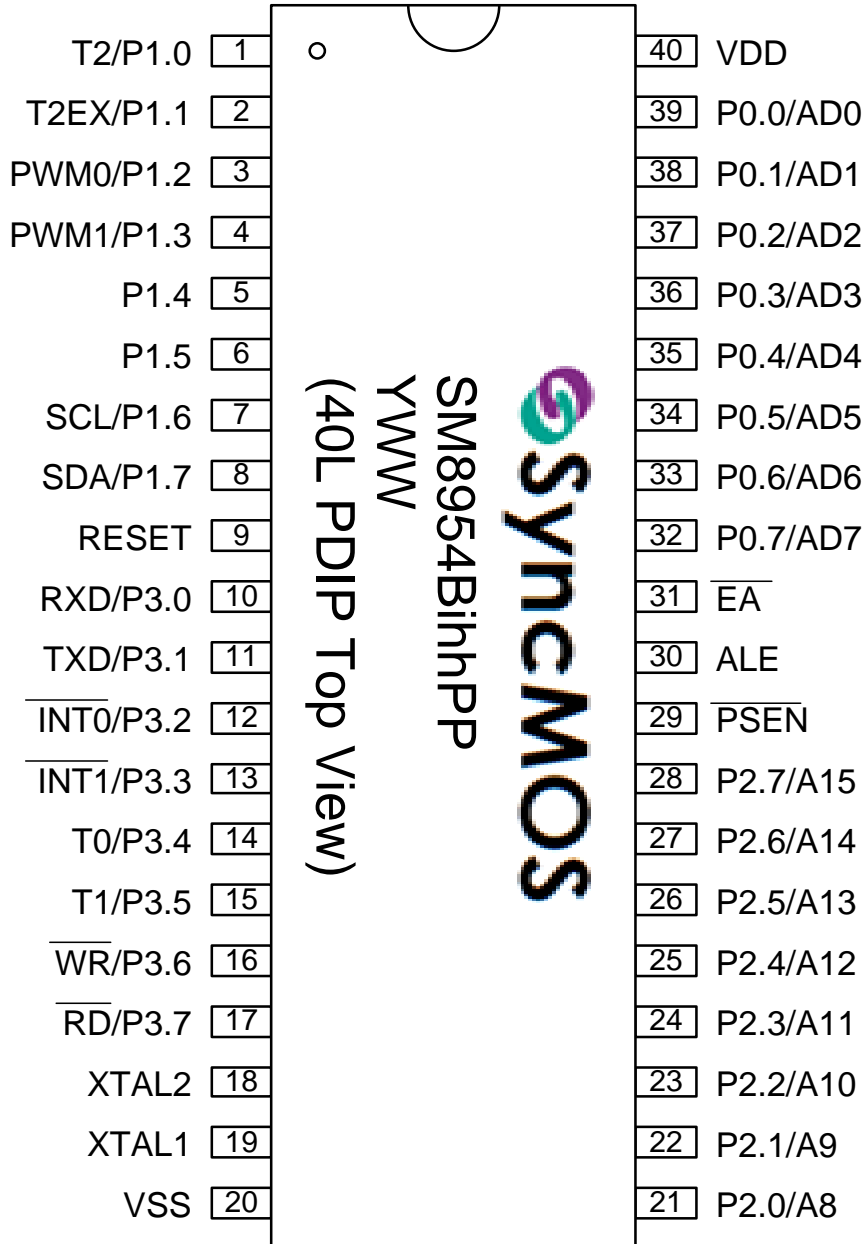 T2/P1.0 1
T2EX/P1.1 2
PWM0/P1.2 3
PWM1/P1.3 4
P1.4 5
P1.5 6
SCL/P1.6 7
SDA/P1.7 8
RESET 9
RXD/P3.0 10
TXD/P3.1 11
INT0/P3.2 12
INT1/P3.3 13
T0/P3.4 14
T1/P3.5 15
WR/P3.6 16
RD/P3.7 17
XTAL2 18
XTAL1 19
VSS 20
SyncMOS
SM8954BihhPP
YWW
(40L PDIP Top View)
40 VDD
39 P0.0/AD0
38 P0.1/AD1
37 P0.2/AD2
36 P0.3/AD3
35 P0.4/AD4
34 P0.5/AD5
33 P0.6/AD6
32 P0.7/AD7
31 EA
30 ALE
29 PSEN
28 P2.7/A15
27 P2.6/A14
26 P2.5/A13
25 P2.4/A12
24 P2.3/A11
23 P2.2/A10
22 P2.1/A9
21 P2.0/A8